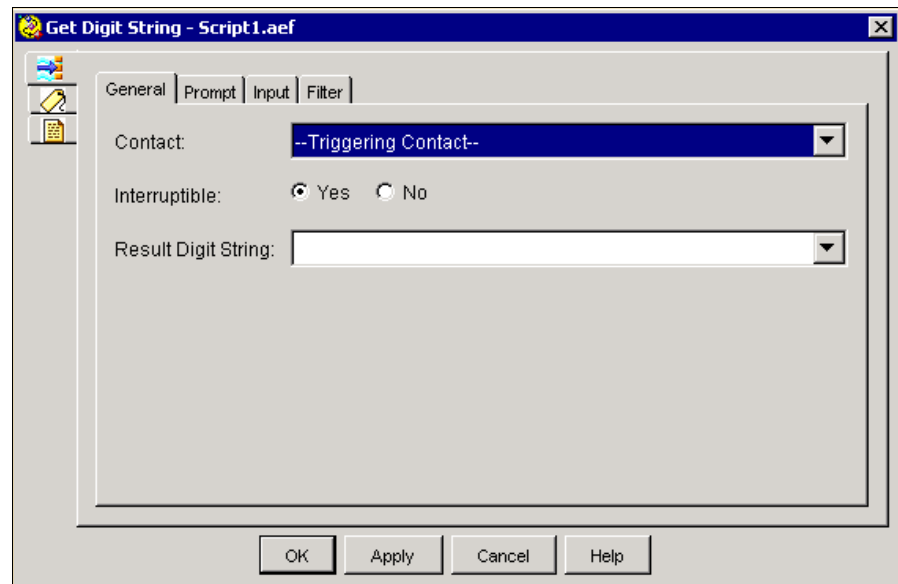 Get Digit String - Script1.aef
General Prompt Input Filter
Contact: --Triggering Contact--
Interruptible: Yes No
Result Digit String:
OK Apply Cancel Help